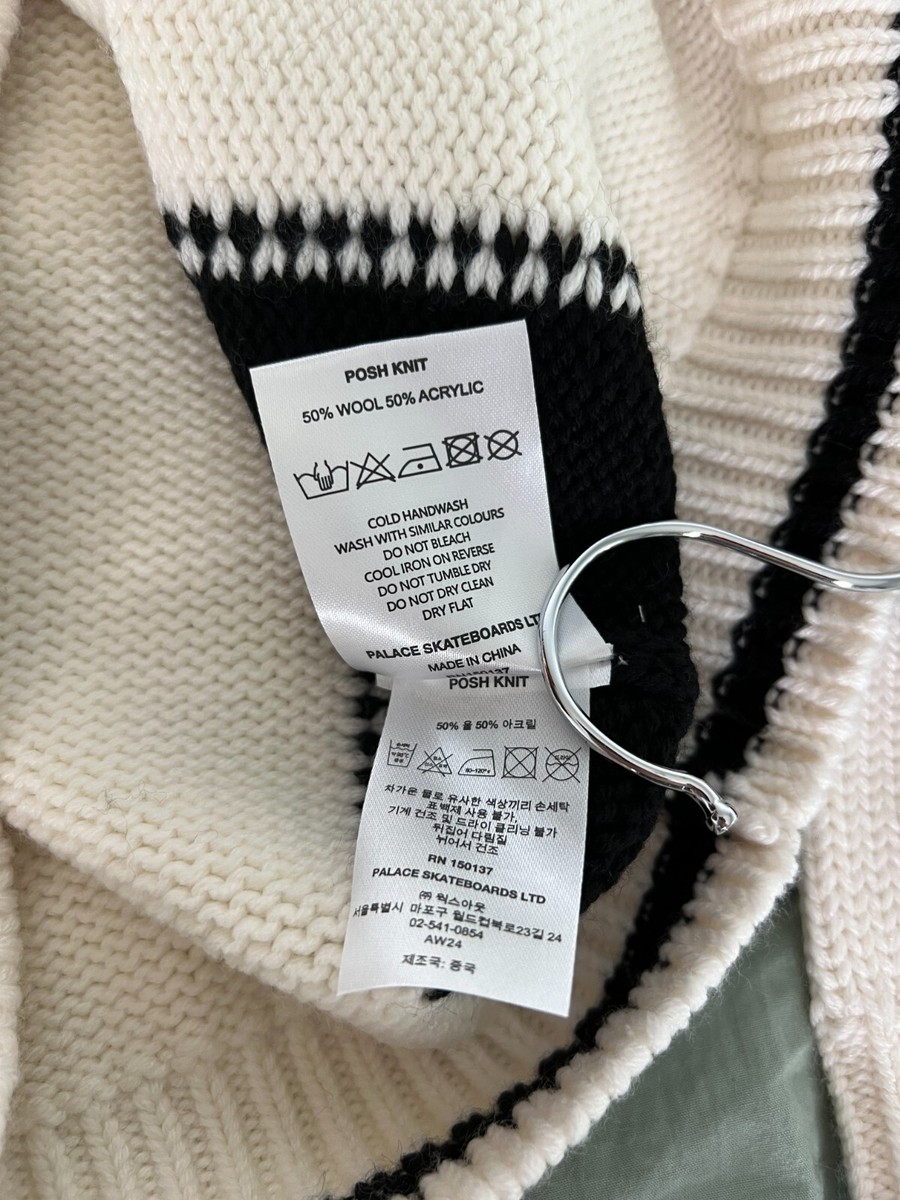 POSH KNIT
50% WOOL 50% ACRYLIC
COLD HANDWASH
WASH WITH SIMILAR COLOURS
DO NOT BLEACH
COOL IRON ON REVERSE
DO NOT TUMBLE DRY
DO NOT DRY CLEAN
DRY FLAT
PALACE SKATEBOARDS LTD
MADE IN CHINA
POSH KNIT
50% 울 50% 아크릴
80~120℃
차가운 물로 유사한 색상끼리 손세탁
표백제 사용 불가,
기계 건조 및 드라이 클리닝 불가
뒤집어 다림질
뉘어서 건조
RN 150137
PALACE SKATEBOARDS LTD
㈜ 웍스아웃
서울특별시 마포구 월드컵북로23길 24
02-541-0854
AW24
제조국: 중국